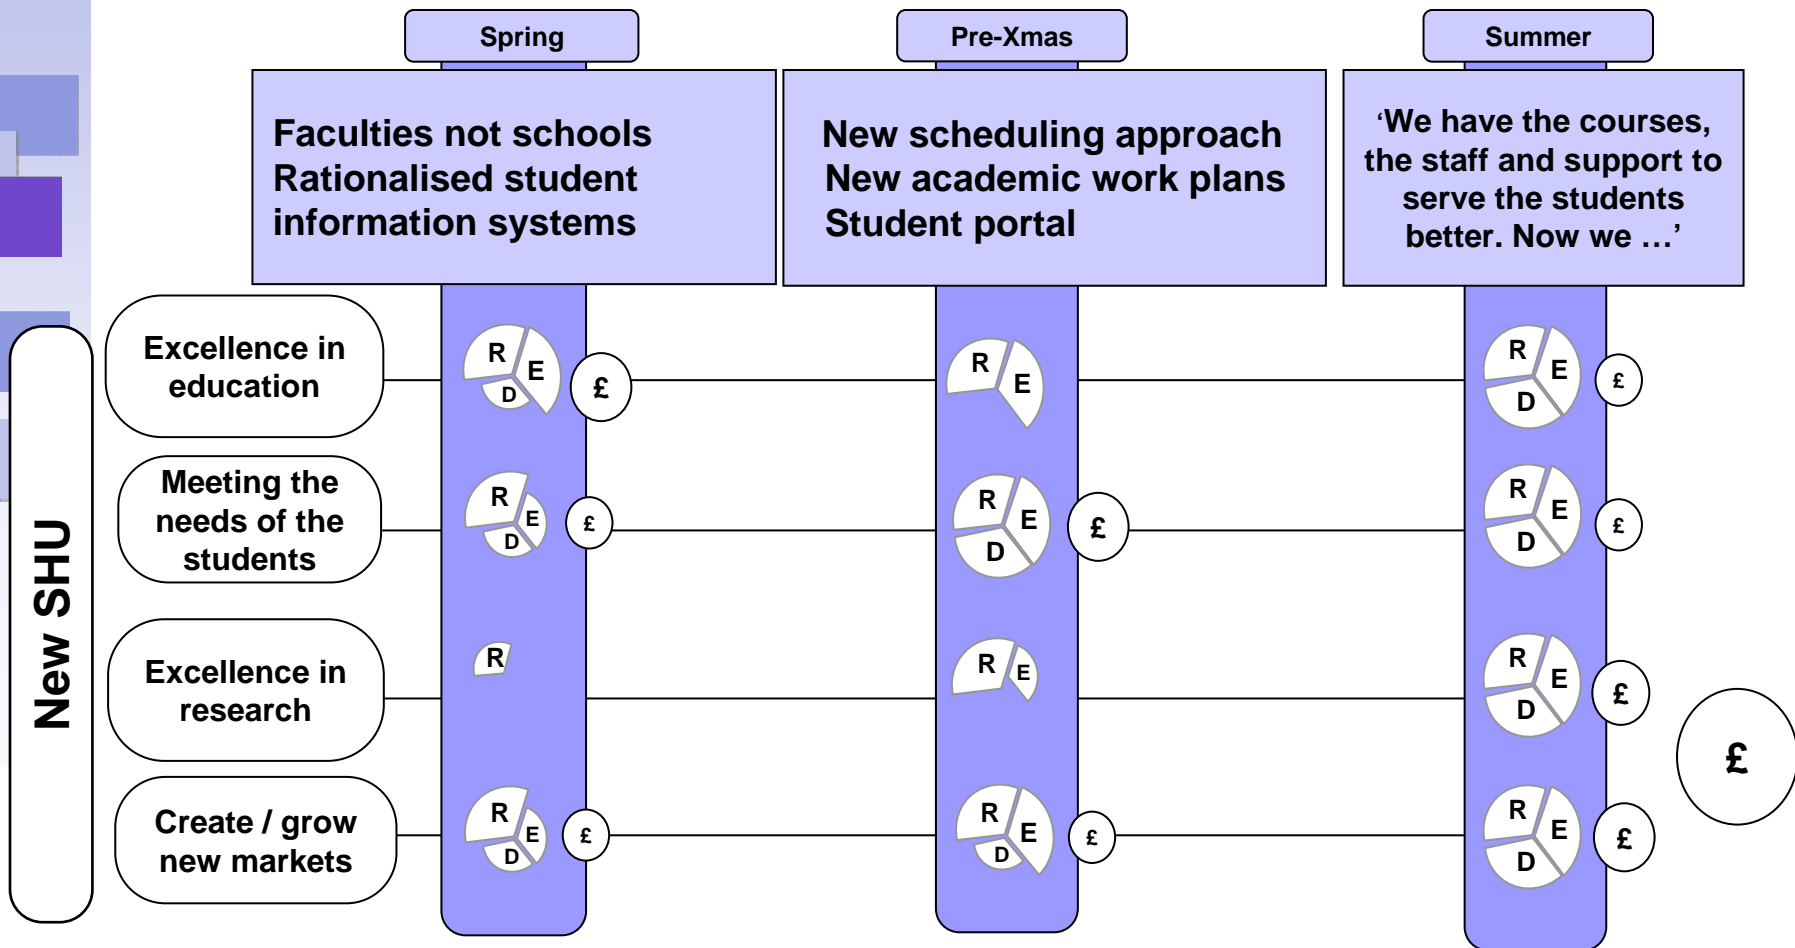 Spring
Pre-Xmas
Summer
Faculties not schools
Rationalised student
information systems
New scheduling approach
New academic work plans
Student portal
‘We have the courses,
the staff and support to
serve the students
better. Now we …’
New SHU
Excellence in
education
R
E
D
£
R
E
R
E
D
£
Meeting the
needs of the
students
R
E
D
£
R
E
D
£
R
E
D
£
Excellence in
research
R
R
E
R
E
D
£
£
Create / grow
new markets
R
E
D
£
R
E
D
£
R
E
D
£